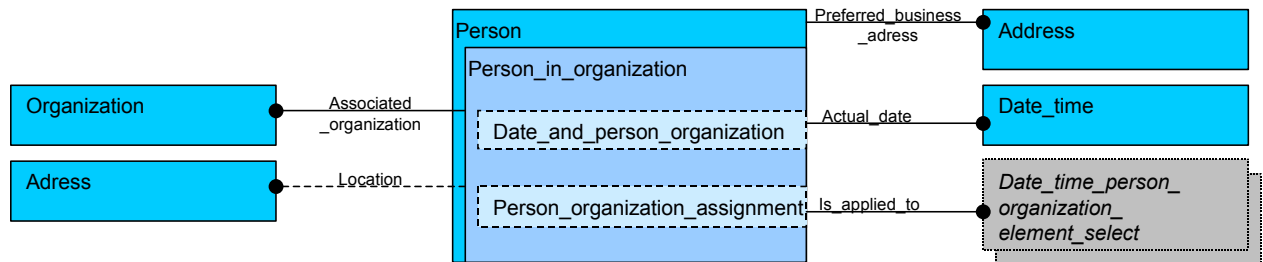 Person
Preferred_business
_adress
Address
Person_in_organization
Organization
Associated
_organization
Date_and_person_organization
Actual_date
Date_time
Adress
Location
Person_organization_assignment
Is_applied_to
Date_time_person_
organization_
element_select